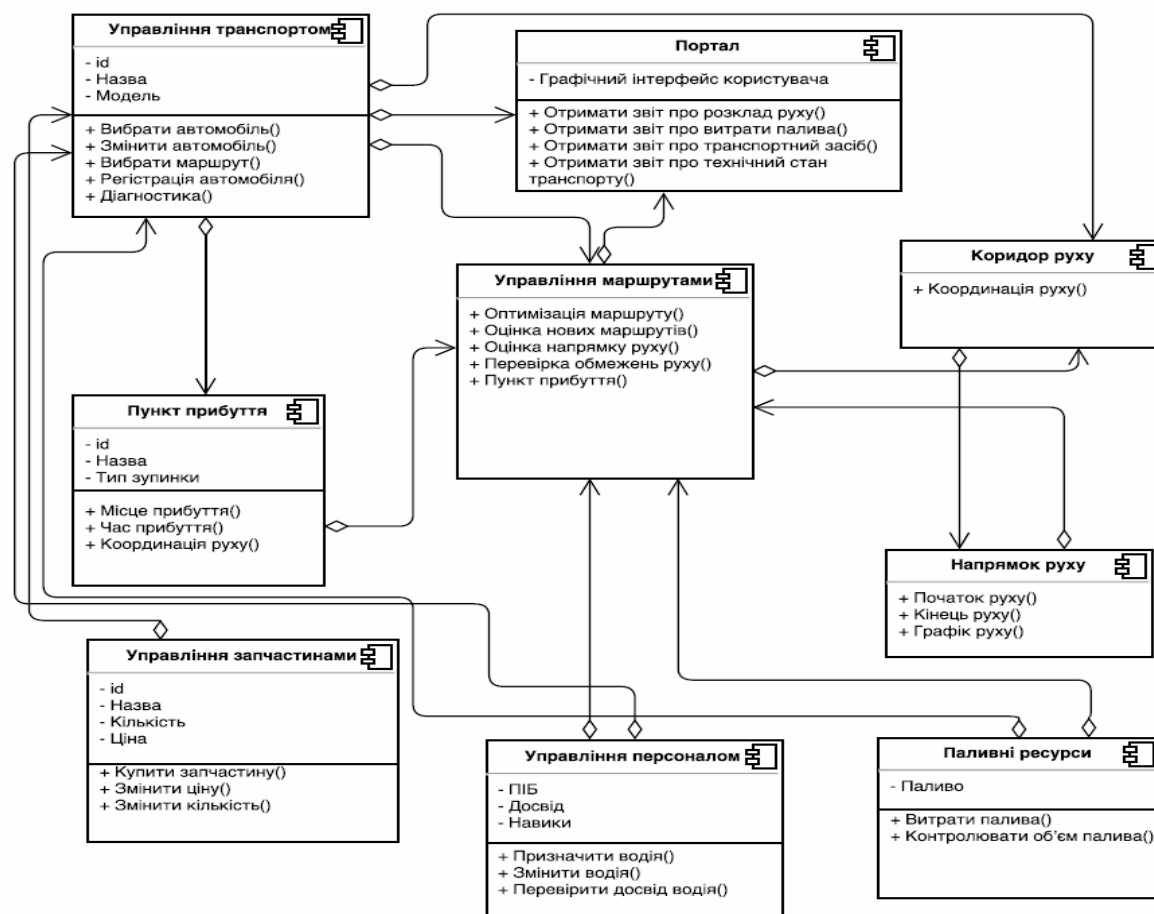 Управління транспортом
- id
- Назва
- Модель
+ Вибрати автомобіль()
+ Змінити автомобіль()
+ Вибрати маршрут()
+ Регістрація автомобіля()
+ Діагностика()
Портал
- Графічний інтерфейс користувача
+ Отримати звіт про розклад руху()
+ Отримати звіт про витрати палива()
+ Отримати звіт про транспортний засіб()
+ Отримати звіт про технічний стан
транспорту()
Коридор руху
+ Координація руху()
Управління маршрутами
+ Оптимізація маршруту()
+ Оцінка нових маршрутів()
+ Оцінка напрямку руху()
+ Перевірка обмежень руху()
+ Пункт прибуття()
Пункт прибуття
- id
- Назва
- Тип зупинки
+ Місце прибуття()
+ Час прибуття()
+ Координація руху()
Напрямок руху
+ Початок руху()
+ Кінець руху()
+ Графік руху()
Управління запчастинами
- id
- Назва
- Кількість
- Ціна
+ Купити запчастину()
+ Змінити ціну()
+ Змінити кількість()
Управління персоналом
- ПІБ
- Досвід
- Навики
+ Призначити водія()
+ Змінити водія()
+ Перевірити досвід водія()
Паливні ресурси
- Паливо
+ Витрати палива()
+ Контролювати об'єм палива()